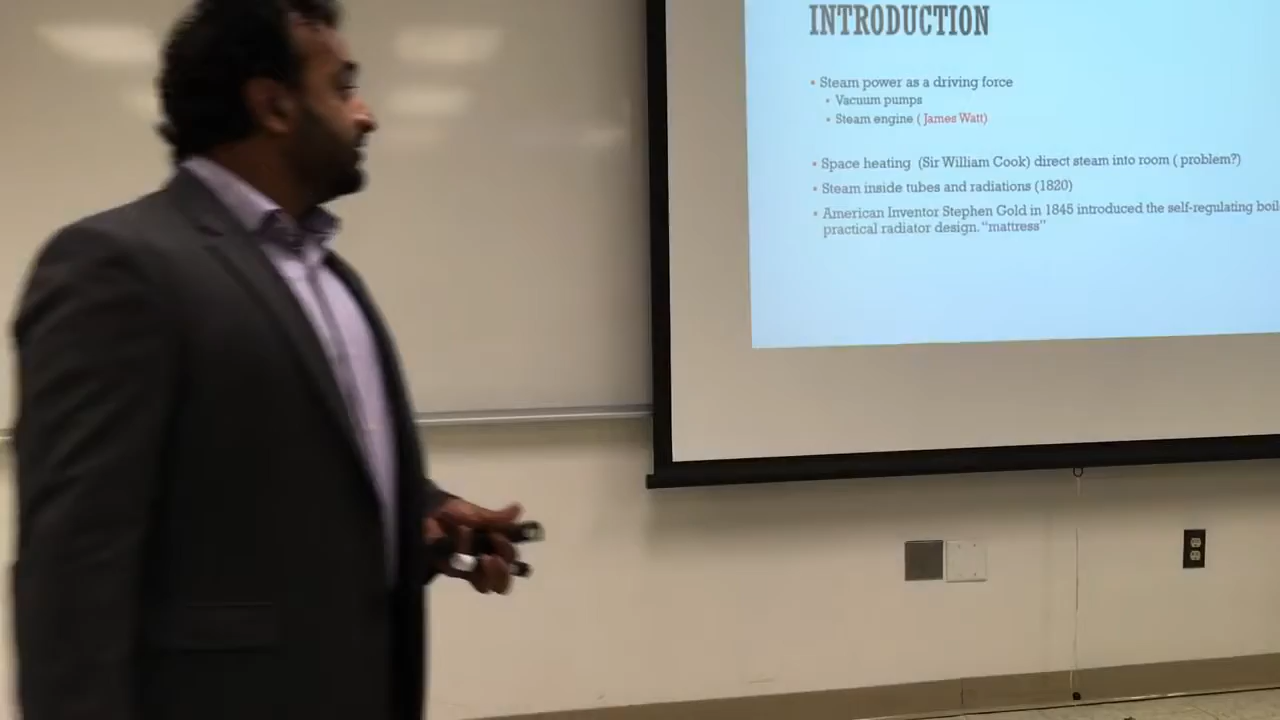 INTRODUCTION
• Steam power as a driving force
• Vacuum pumps
• Steam engine ( James Watt)
• Space heating (Sir William Cook) direct steam into room ( problem?)
• Steam inside tubes and radiations (1820)
• American Inventor Stephen Gold in 1845 introduced the self-regulating
practical radiator design. “mattress”